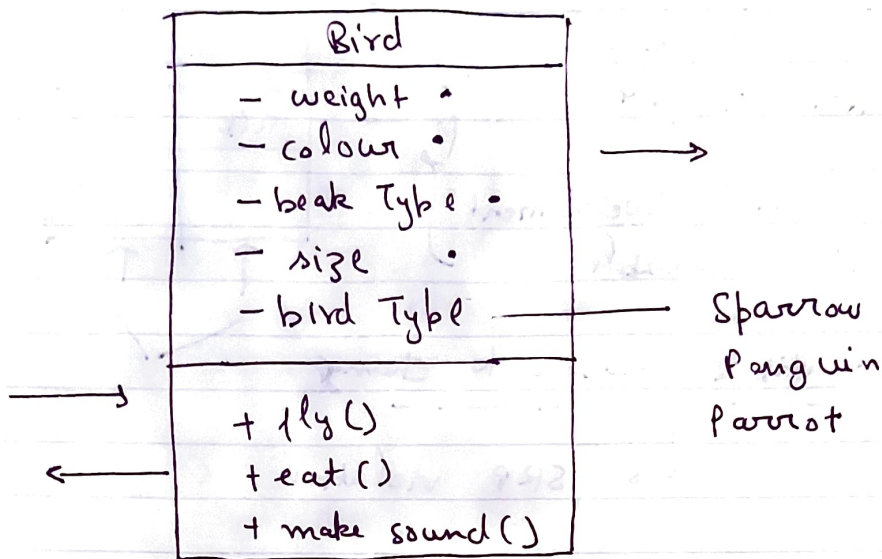 Bird
- weight •
- colour •
- beak Type •
- size •
- bird Type
Sparrow
Penguin
Parrot
+ fly()
+ eat()
+ make sound()